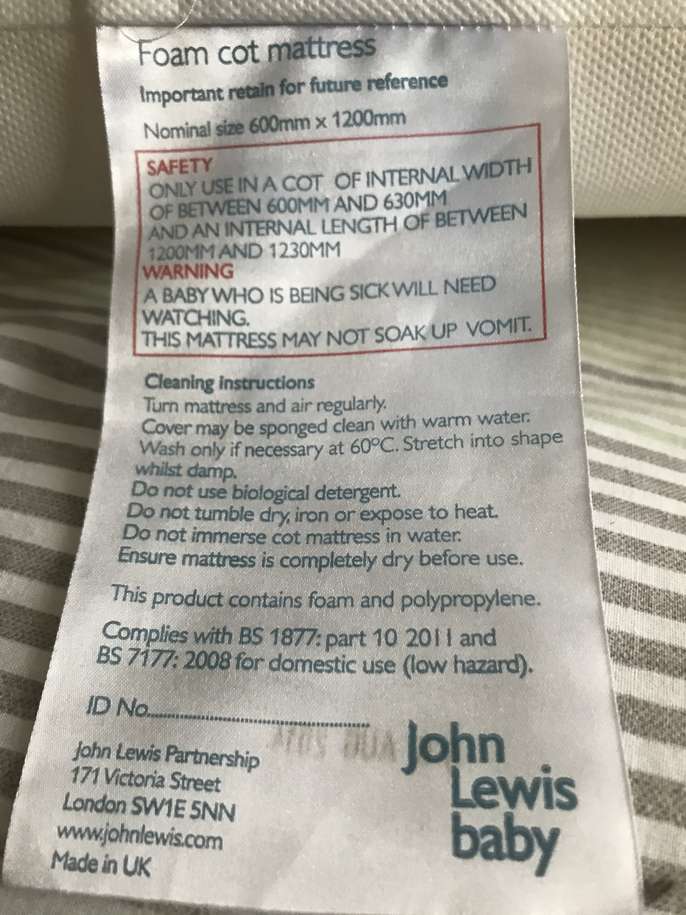 Foam cot mattress
Important retain for future reference
Nominal size 600mm x 1200mm
SAFETY
ONLY USE IN A COT OF INTERNAL WIDTH
OF BETWEEN 600MM AND 630MM
AND AN INTERNAL LENGTH OF BETWEEN
1200MM AND 1230MM
WARNING
A BABY WHO IS BEING SICK WILL NEED
WATCHING.
THIS MATTRESS MAY NOT SOAK UP VOMIT.
Cleaning instructions
Turn mattress and air regularly.
Cover may be sponged clean with warm water.
Wash only if necessary at 60°C. Stretch into shape
whilst damp.
Do not use biological detergent.
Do not tumble dry, iron or expose to heat.
Do not immerse cot mattress in water.
Ensure mattress is completely dry before use.
This product contains foam and polypropylene.
Complies with BS 1877: part 10 2011 and
BS 7177: 2008 for domestic use (low hazard).
ID No.
John Lewis Partnership
171 Victoria Street
London SW1E 5NN
www.johnlewis.com
Made in UK
John
Lewis
baby